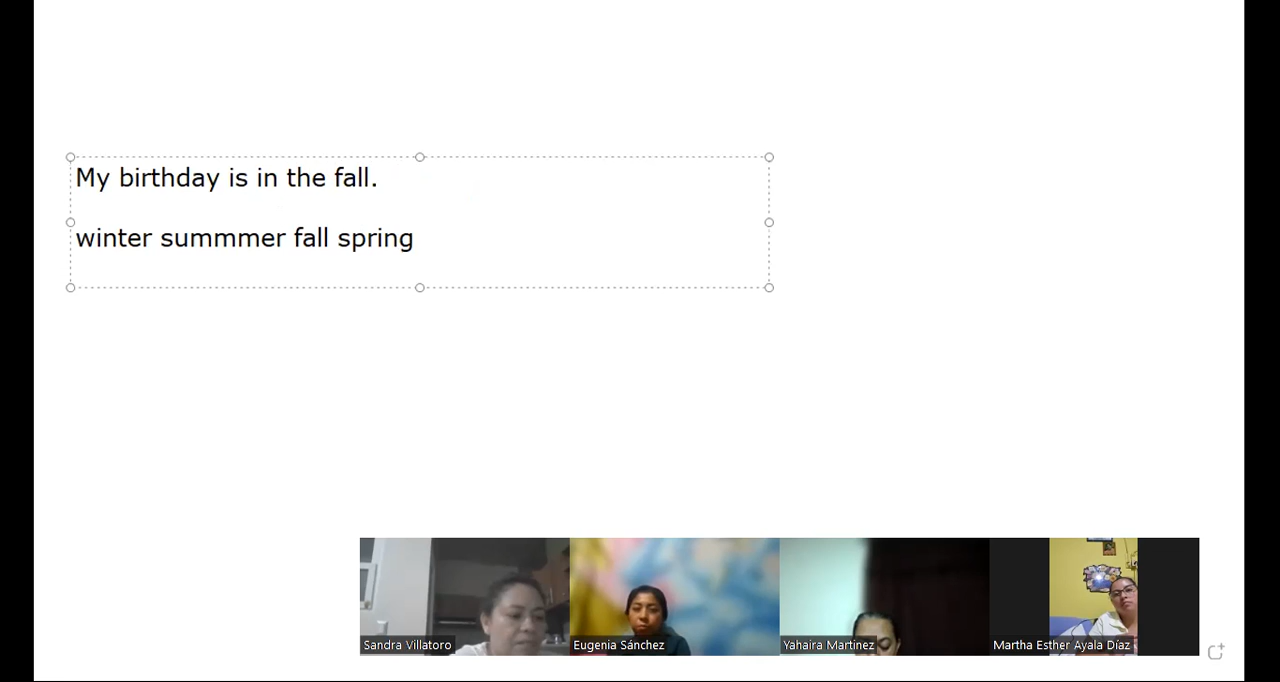 My birthday is in the fall.
winter summmer fall spring
Sandra Villatoro
Eugenia Sánchez
Yahaira Martinez
Martha Esther Ayala Díaz